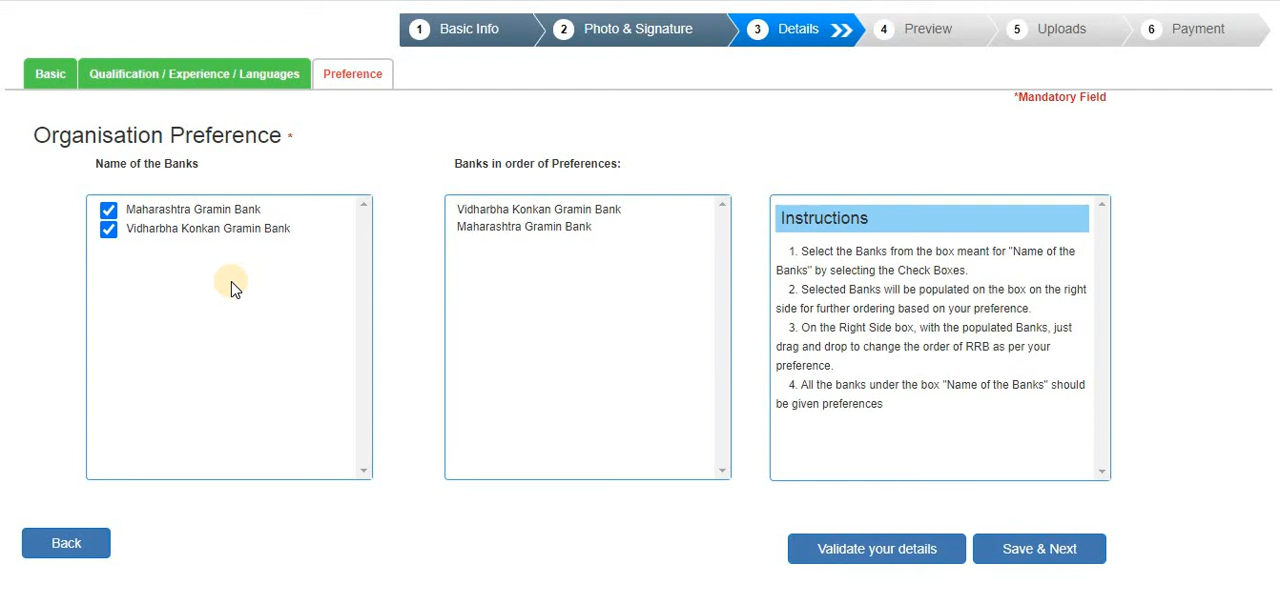 1 Basic Info 2 Photo & Signature 3 Details 4 Preview 5 Uploads 6 Payment
Basic Qualification / Experience / Languages Preference
*Mandatory Field
Organisation Preference *
Name of the Banks
Banks in order of Preferences:
Maharashtra Gramin Bank
Vidharbha Konkan Gramin Bank
Vidharbha Konkan Gramin Bank
Maharashtra Gramin Bank
Instructions
1. Select the Banks from the box meant for "Name of the
Banks" by selecting the Check Boxes.
2. Selected Banks will be populated on the box on the right
side for further ordering based on your preference.
3. On the Right Side box, with the populated Banks, just
drag and drop to change the order of RRB as per your
preference.
4. All the banks under the box "Name of the Banks" should
be given preferences
Back
Validate your details
Save & Next